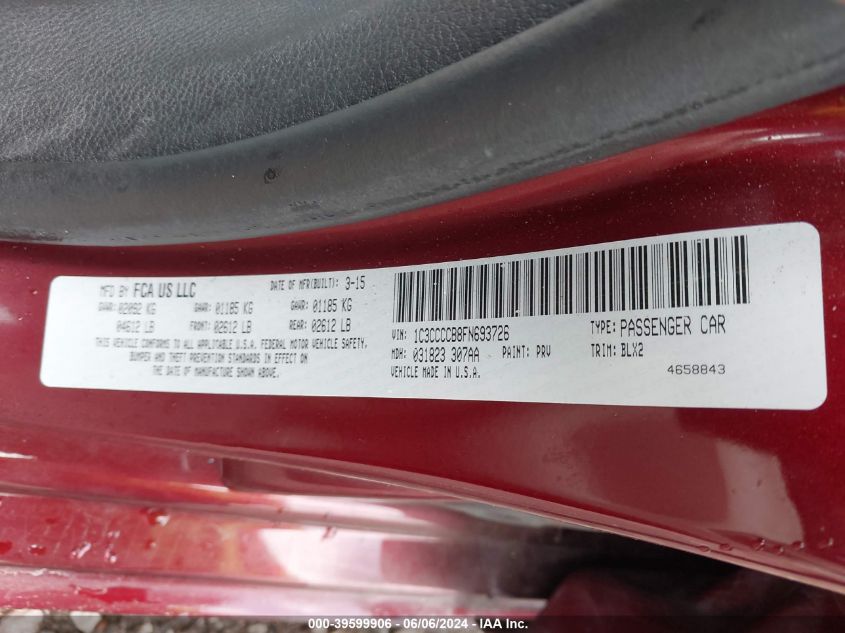 MFD BY FCA US LLC DATE OF MFR(BUILT): 3-15
GVWR: 02092 KG GAWR: 01185 KG GAWR: 01185 KG
04612 LB FRONT: 02612 LB REAR: 02612 LB
THIS VEHICLE CONFORMS TO ALL APPLICABLE U.S.A. FEDERAL MOTOR VEHICLE SAFETY,
BUMPER AND THEFT PREVENTION STANDARDS IN EFFECT ON
THE DATE OF MANUFACTURE SHOWN ABOVE.
VIN: 1C3CCCCB8FN693726 TYPE: PASSENGER CAR
MDH: 031823 307AA PAINT: PRV TRIM: BLX2
VEHICLE MADE IN U.S.A. 4658843
000-39599906 - 06/06/2024 - IAA Inc.